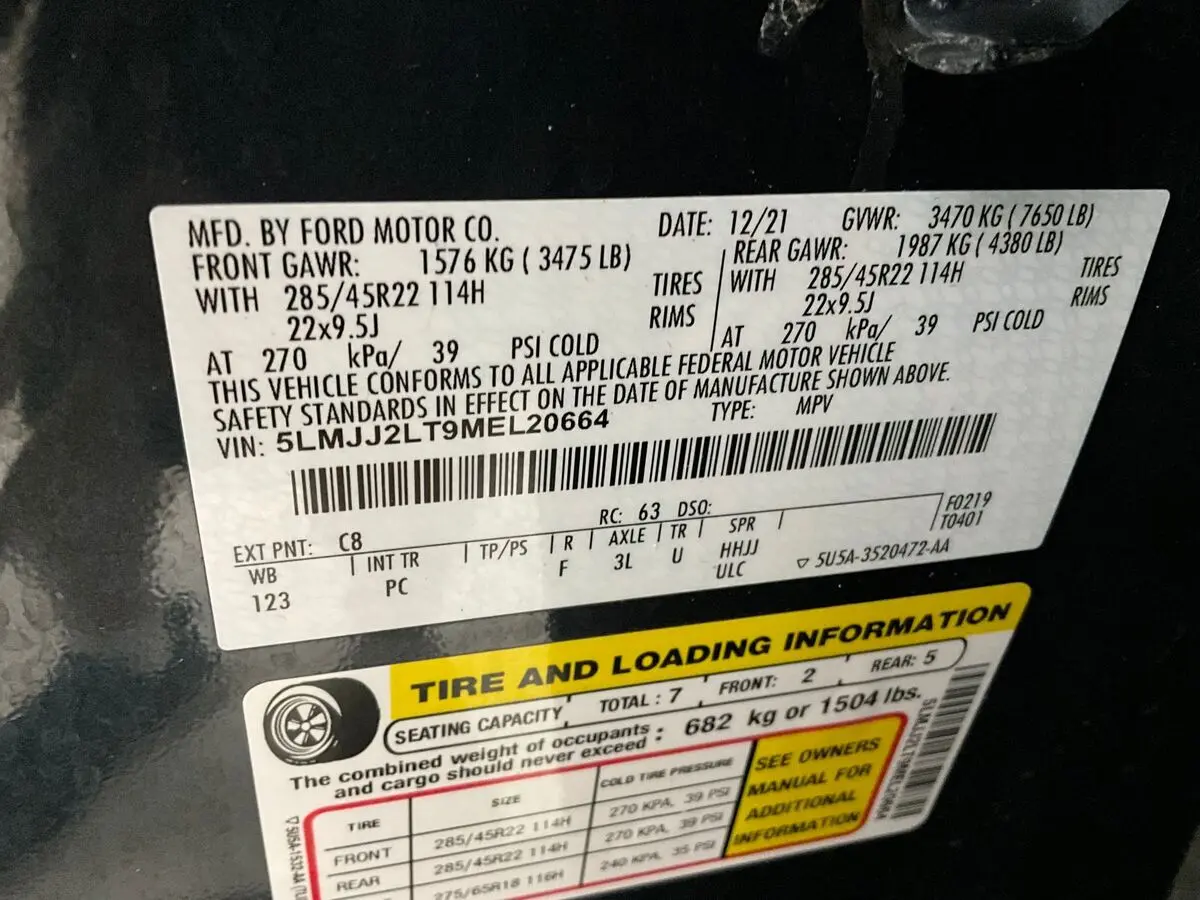 MFD. BY FORD MOTOR CO. DATE: 12/21 GVWR: 3470 KG ( 7650 LB)
FRONT GAWR: 1576 KG ( 3475 LB) REAR GAWR: 1987 KG ( 4380 LB)
WITH 285/45R22 114H TIRES WITH 285/45R22 114H TIRES
22x9.5J RIMS 22x9.5J RIMS
AT 270 kPa/ 39 PSI COLD AT 270 kPa/ 39 PSI COLD
THIS VEHICLE CONFORMS TO ALL APPLICABLE FEDERAL MOTOR VEHICLE
SAFETY STANDARDS IN EFFECT ON THE DATE OF MANUFACTURE SHOWN ABOVE.
VIN: 5LMJJ2LT9MEL20664 TYPE: MPV
EXT PNT: C8 RC: 63 DSO: F0219
T0401
WB INT TR TP/PS R AXLE TR SPR
123 PC F 3L U HHJJ
ULC ▽ 5U5A-3520472-AA
TIRE AND LOADING INFORMATION
SEATING CAPACITY TOTAL : 7 FRONT: 2 REAR: 5
The combined weight of occupants : 682 kg or 1504 lbs.
and cargo should never exceed
TIRE SIZE COLD TIRE PRESSURE
FRONT 285/45R22 114H 270 KPA, 39 PSI
REAR 285/45R22 114H 270 KPA, 39 PSI
275/65R18 116H 240 KPA, 35 PSI
SEE OWNERS
MANUAL FOR
ADDITIONAL
INFORMATION
5LMJJ2LT9MEL20664